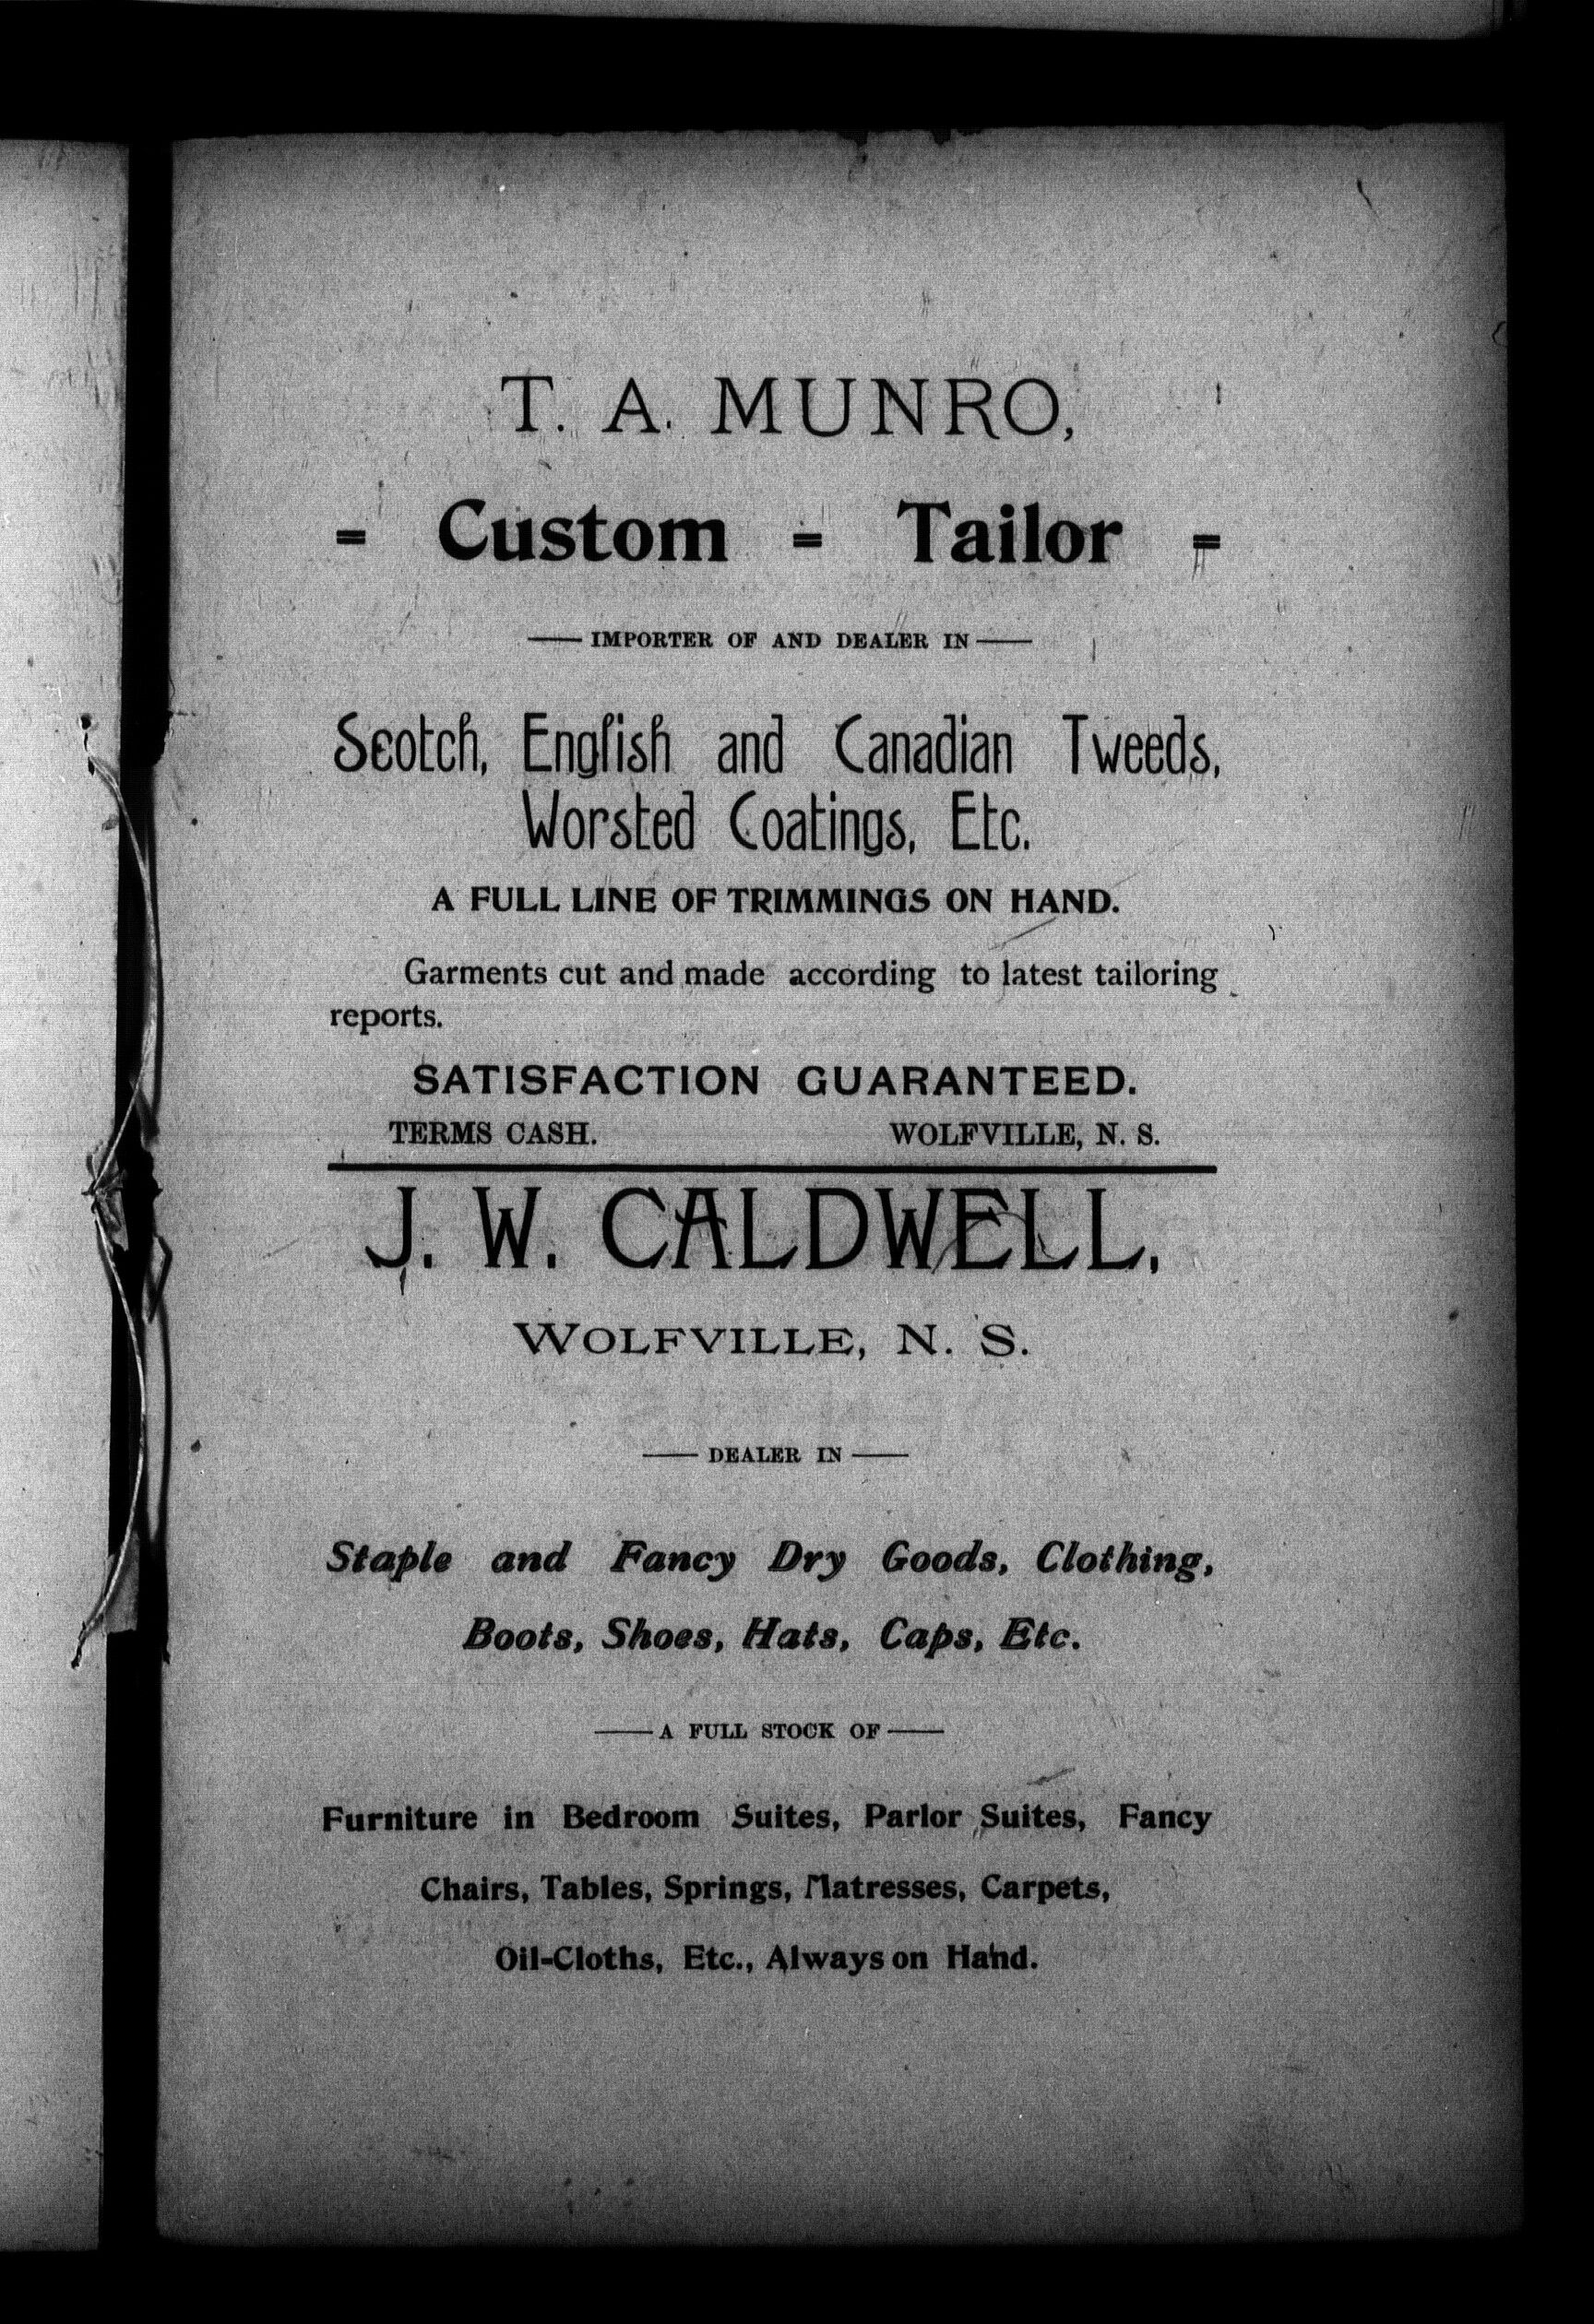 T. A. MUNRO,
= Custom = Tailor =
—— IMPORTER OF AND DEALER IN ——
Scotch, English and Canadian Tweeds,
Worsted Coatings, Etc.
A FULL LINE OF TRIMMINGS ON HAND.
Garments cut and made according to latest tailoring
reports.
SATISFACTION GUARANTEED.
TERMS CASH. WOLFVILLE, N. S.
J. W. CALDWELL,
WOLFVILLE, N. S.
—— DEALER IN ——
Staple and Fancy Dry Goods, Clothing,
Boots, Shoes, Hats, Caps, Etc.
—— A FULL STOCK OF ——
Furniture in Bedroom Suites, Parlor Suites, Fancy
Chairs, Tables, Springs, Matresses, Carpets,
Oil-Cloths, Etc., Always on Hand.